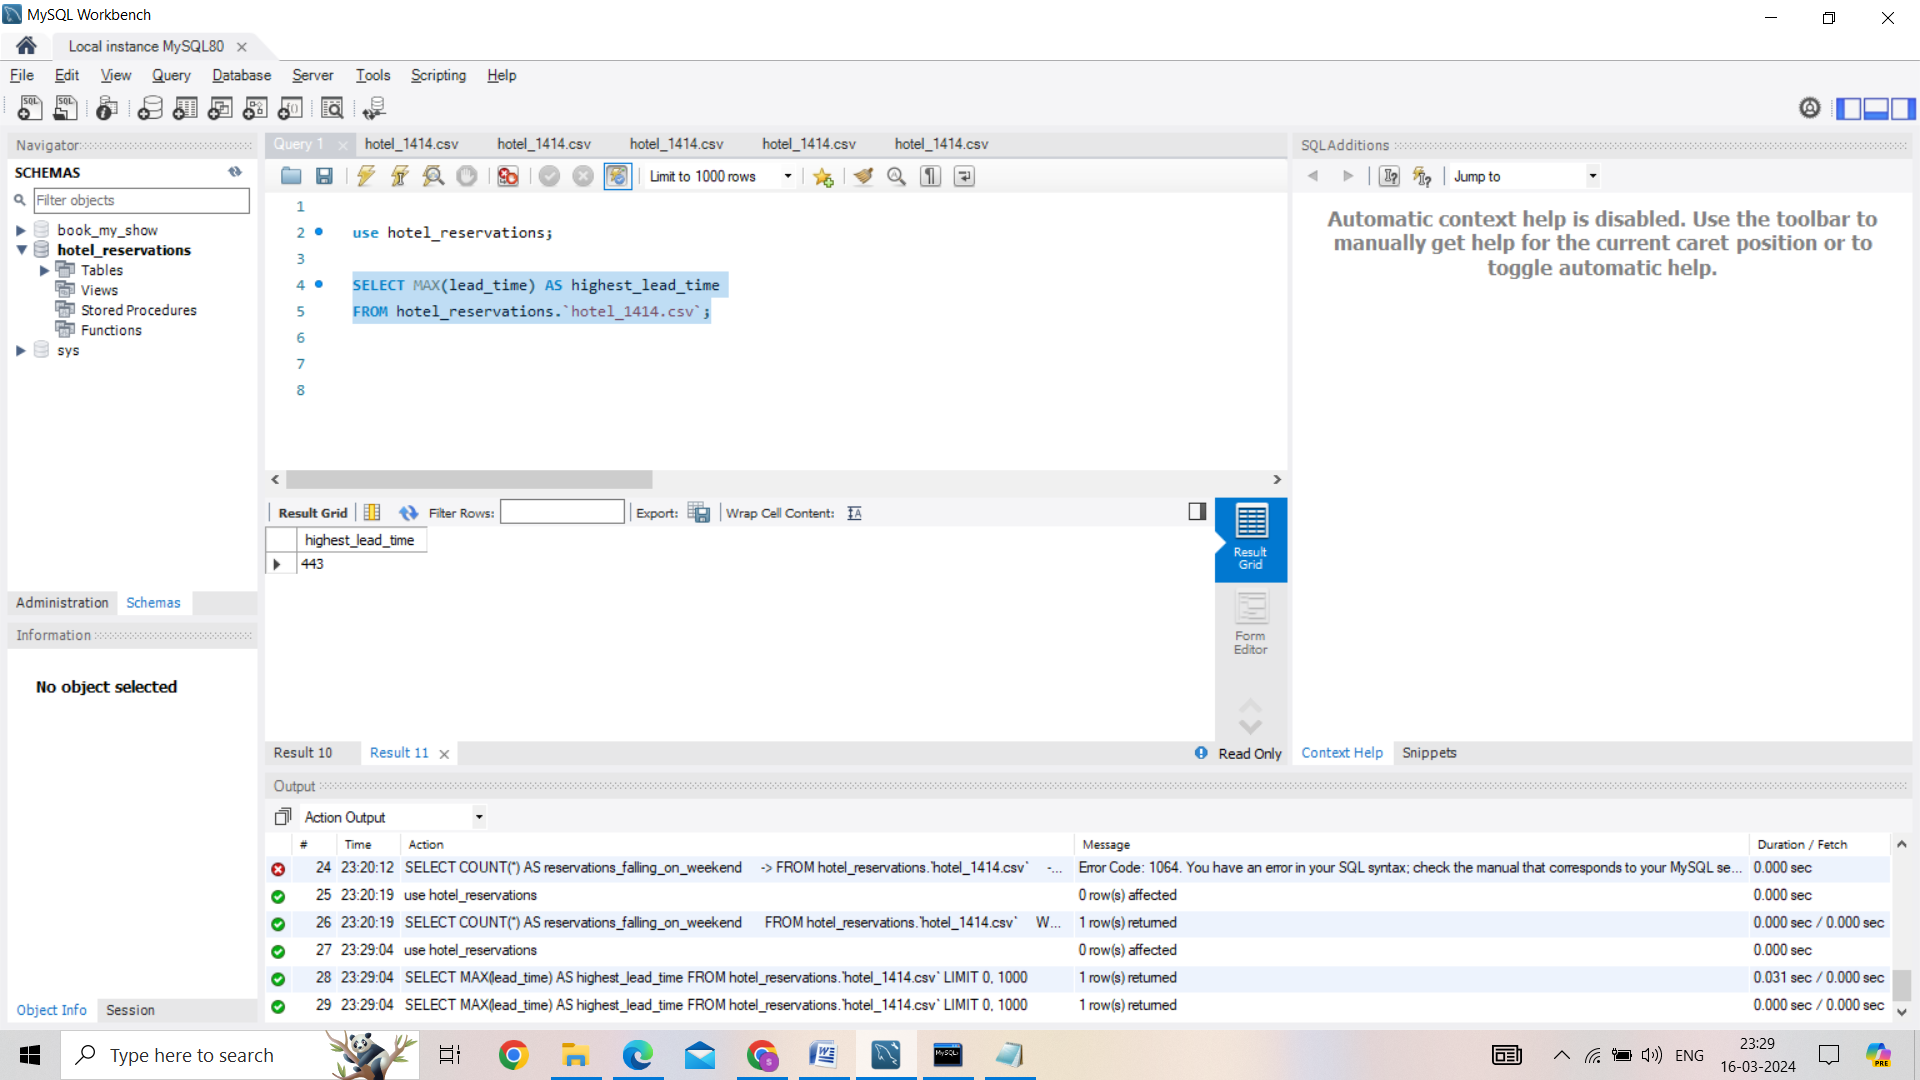 MySQL Workbench
Local instance MySQL80
File Edit View Query Database Server Tools Scripting Help
Navigator
SCHEMAS
Filter objects
book_my_show
hotel_reservations
Tables
Views
Stored Procedures
Functions
sys
Administration Schemas
Information
No object selected
Object Info Session
Query 1 hotel_1414.csv hotel_1414.csv hotel_1414.csv hotel_1414.csv hotel_1414.csv
Limit to 1000 rows
1
2 use hotel_reservations;
3
4 SELECT MAX(lead_time) AS highest_lead_time
5 FROM hotel_reservations.`hotel_1414.csv`;
6
7
8
Result Grid Filter Rows: Export: Wrap Cell Content:
highest_lead_time
443
Result Grid
Form Editor
Result 10 Result 11 Read Only
SQLAdditions
Jump to
Automatic context help is disabled. Use the toolbar to
manually get help for the current caret position or to
toggle automatic help.
Context Help Snippets
Output
Action Output
# Time Action Message Duration / Fetch
24 23:20:12 SELECT COUNT(*) AS reservations_falling_on_weekend -> FROM hotel_reservations.`hotel_1414.csv` -... Error Code: 1064. You have an error in your SQL syntax; check the manual that corresponds to your MySQL se... 0.000 sec
25 23:20:19 use hotel_reservations 0 row(s) affected 0.000 sec
26 23:20:19 SELECT COUNT(*) AS reservations_falling_on_weekend FROM hotel_reservations.`hotel_1414.csv` W... 1 row(s) returned 0.000 sec / 0.000 sec
27 23:29:04 use hotel_reservations 0 row(s) affected 0.000 sec
28 23:29:04 SELECT MAX(lead_time) AS highest_lead_time FROM hotel_reservations.`hotel_1414.csv` LIMIT 0, 1000 1 row(s) returned 0.031 sec / 0.000 sec
29 23:29:04 SELECT MAX(lead_time) AS highest_lead_time FROM hotel_reservations.`hotel_1414.csv` LIMIT 0, 1000 1 row(s) returned 0.000 sec / 0.000 sec
Type here to search
ENG
23:29
16-03-2024